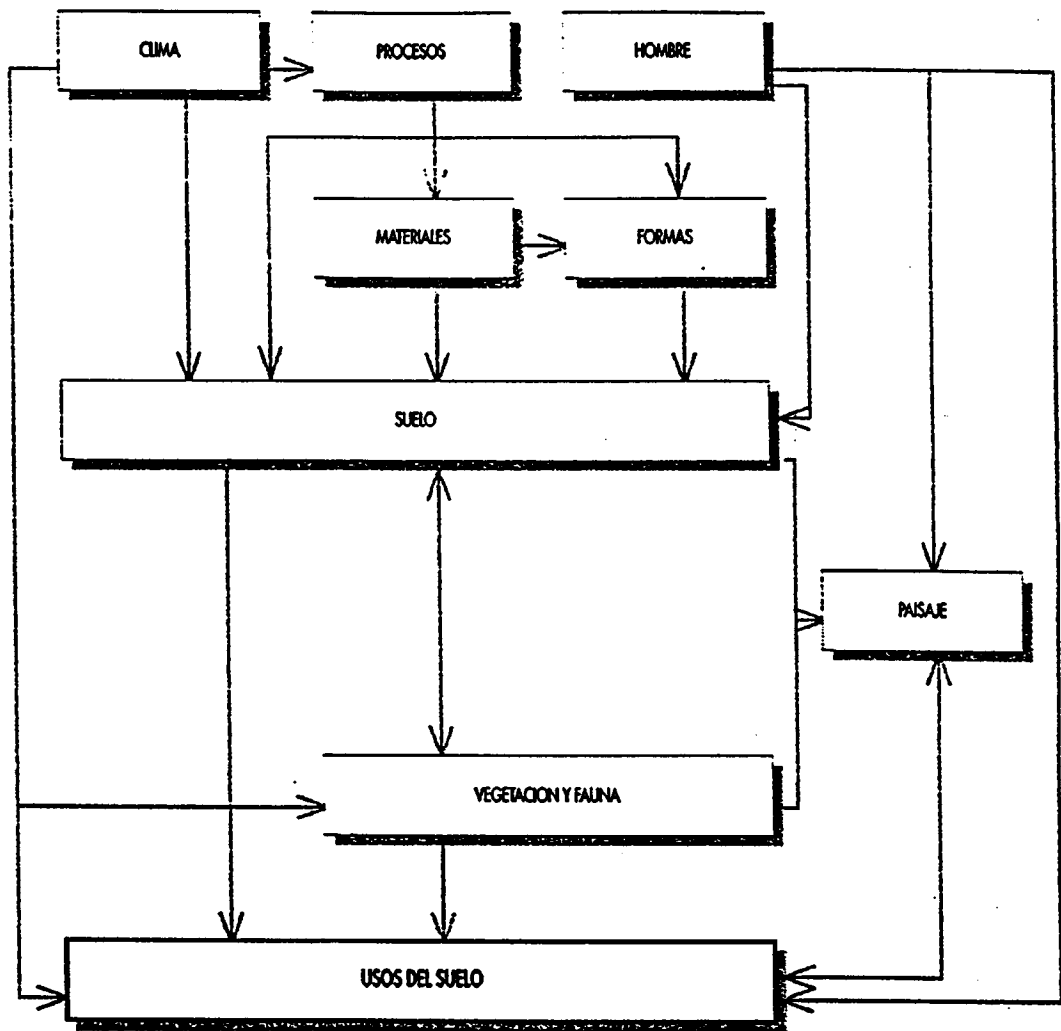 CLIMA
PROCESOS
HOMBRE
MATERIALES
FORMAS
SUELO
PAISAJE
VEGETACION Y FAUNA
USOS DEL SUELO